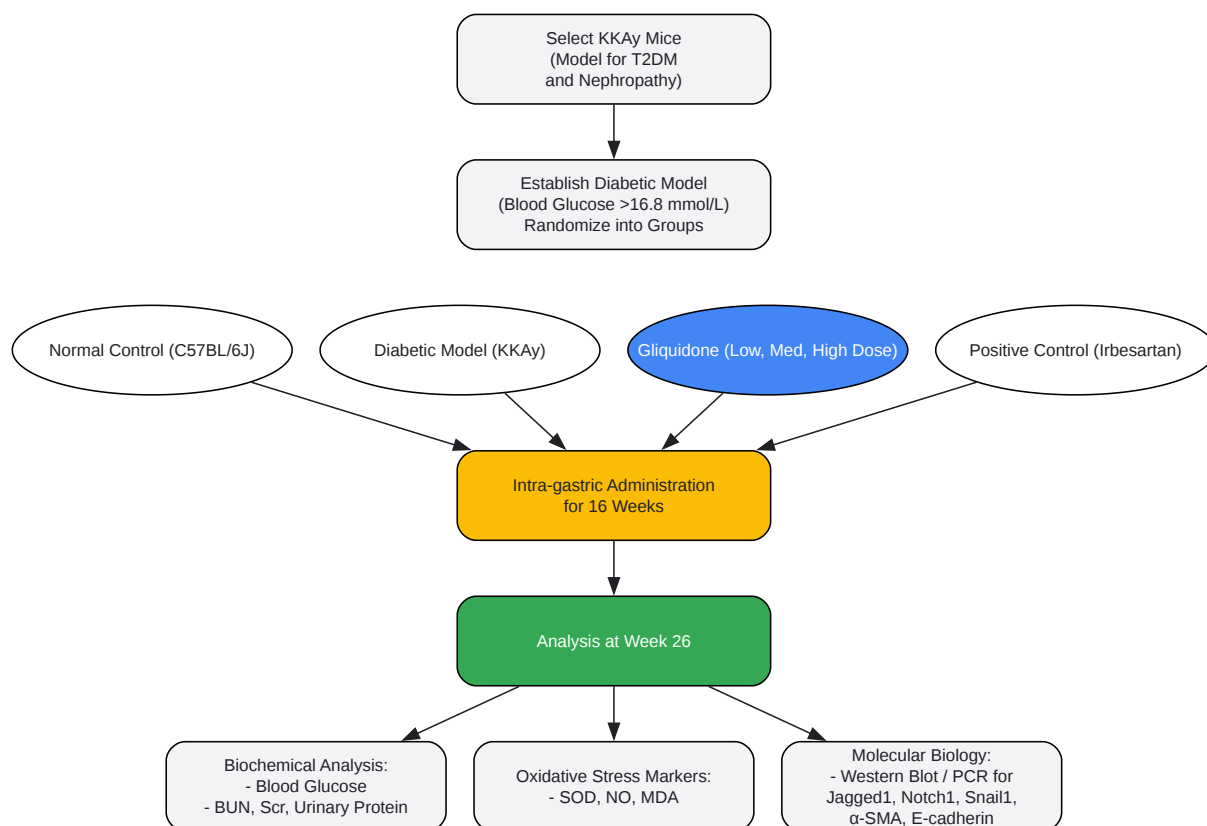 Select KKAy Mice
(Model for T2DM
and Nephropathy)
Establish Diabetic Model
(Blood Glucose >16.8 mmol/L)
Randomize into Groups
Normal Control (C57BL/6J)
Diabetic Model (KKAy)
Gliquidone (Low, Med, High Dose)
Positive Control (Irbesartan)
Intra-gastric Administration
for 16 Weeks
Analysis at Week 26
Biochemical Analysis:
- Blood Glucose
- BUN, Scr, Urinary Protein
Oxidative Stress Markers:
- SOD, NO, MDA
Molecular Biology:
- Western Blot / PCR for
Jagged1, Notch1, Snail1,
α-SMA, E-cadherin